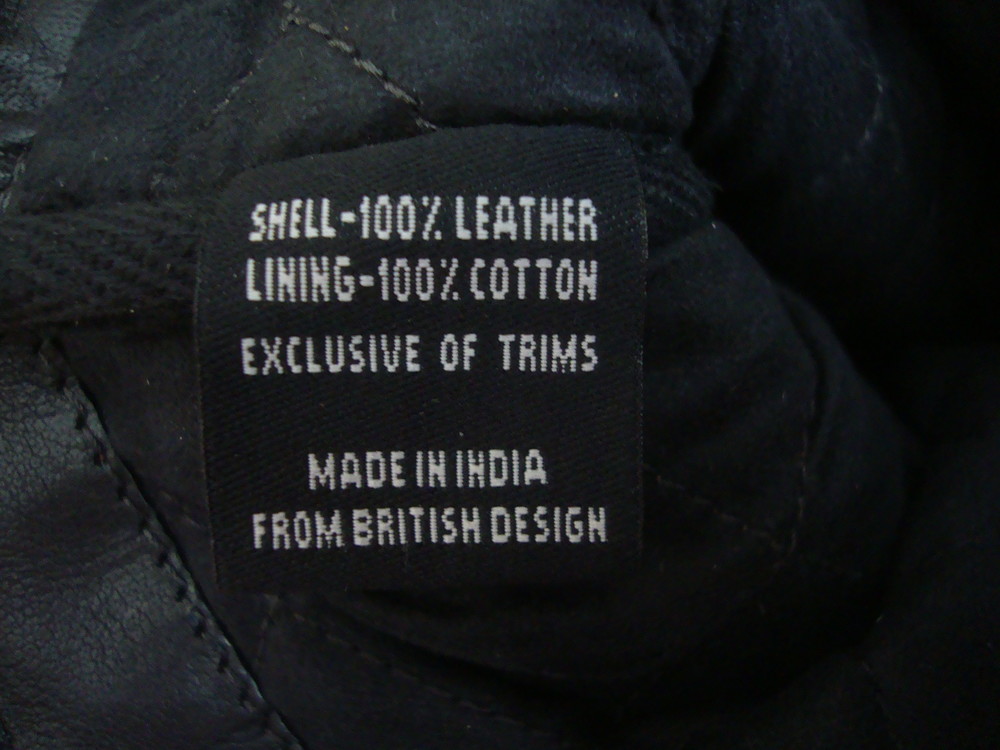 SHELL-100% LEATHER
LINING-100% COTTON
EXCLUSIVE OF TRIMS
MADE IN INDIA
FROM BRITISH DESIGN